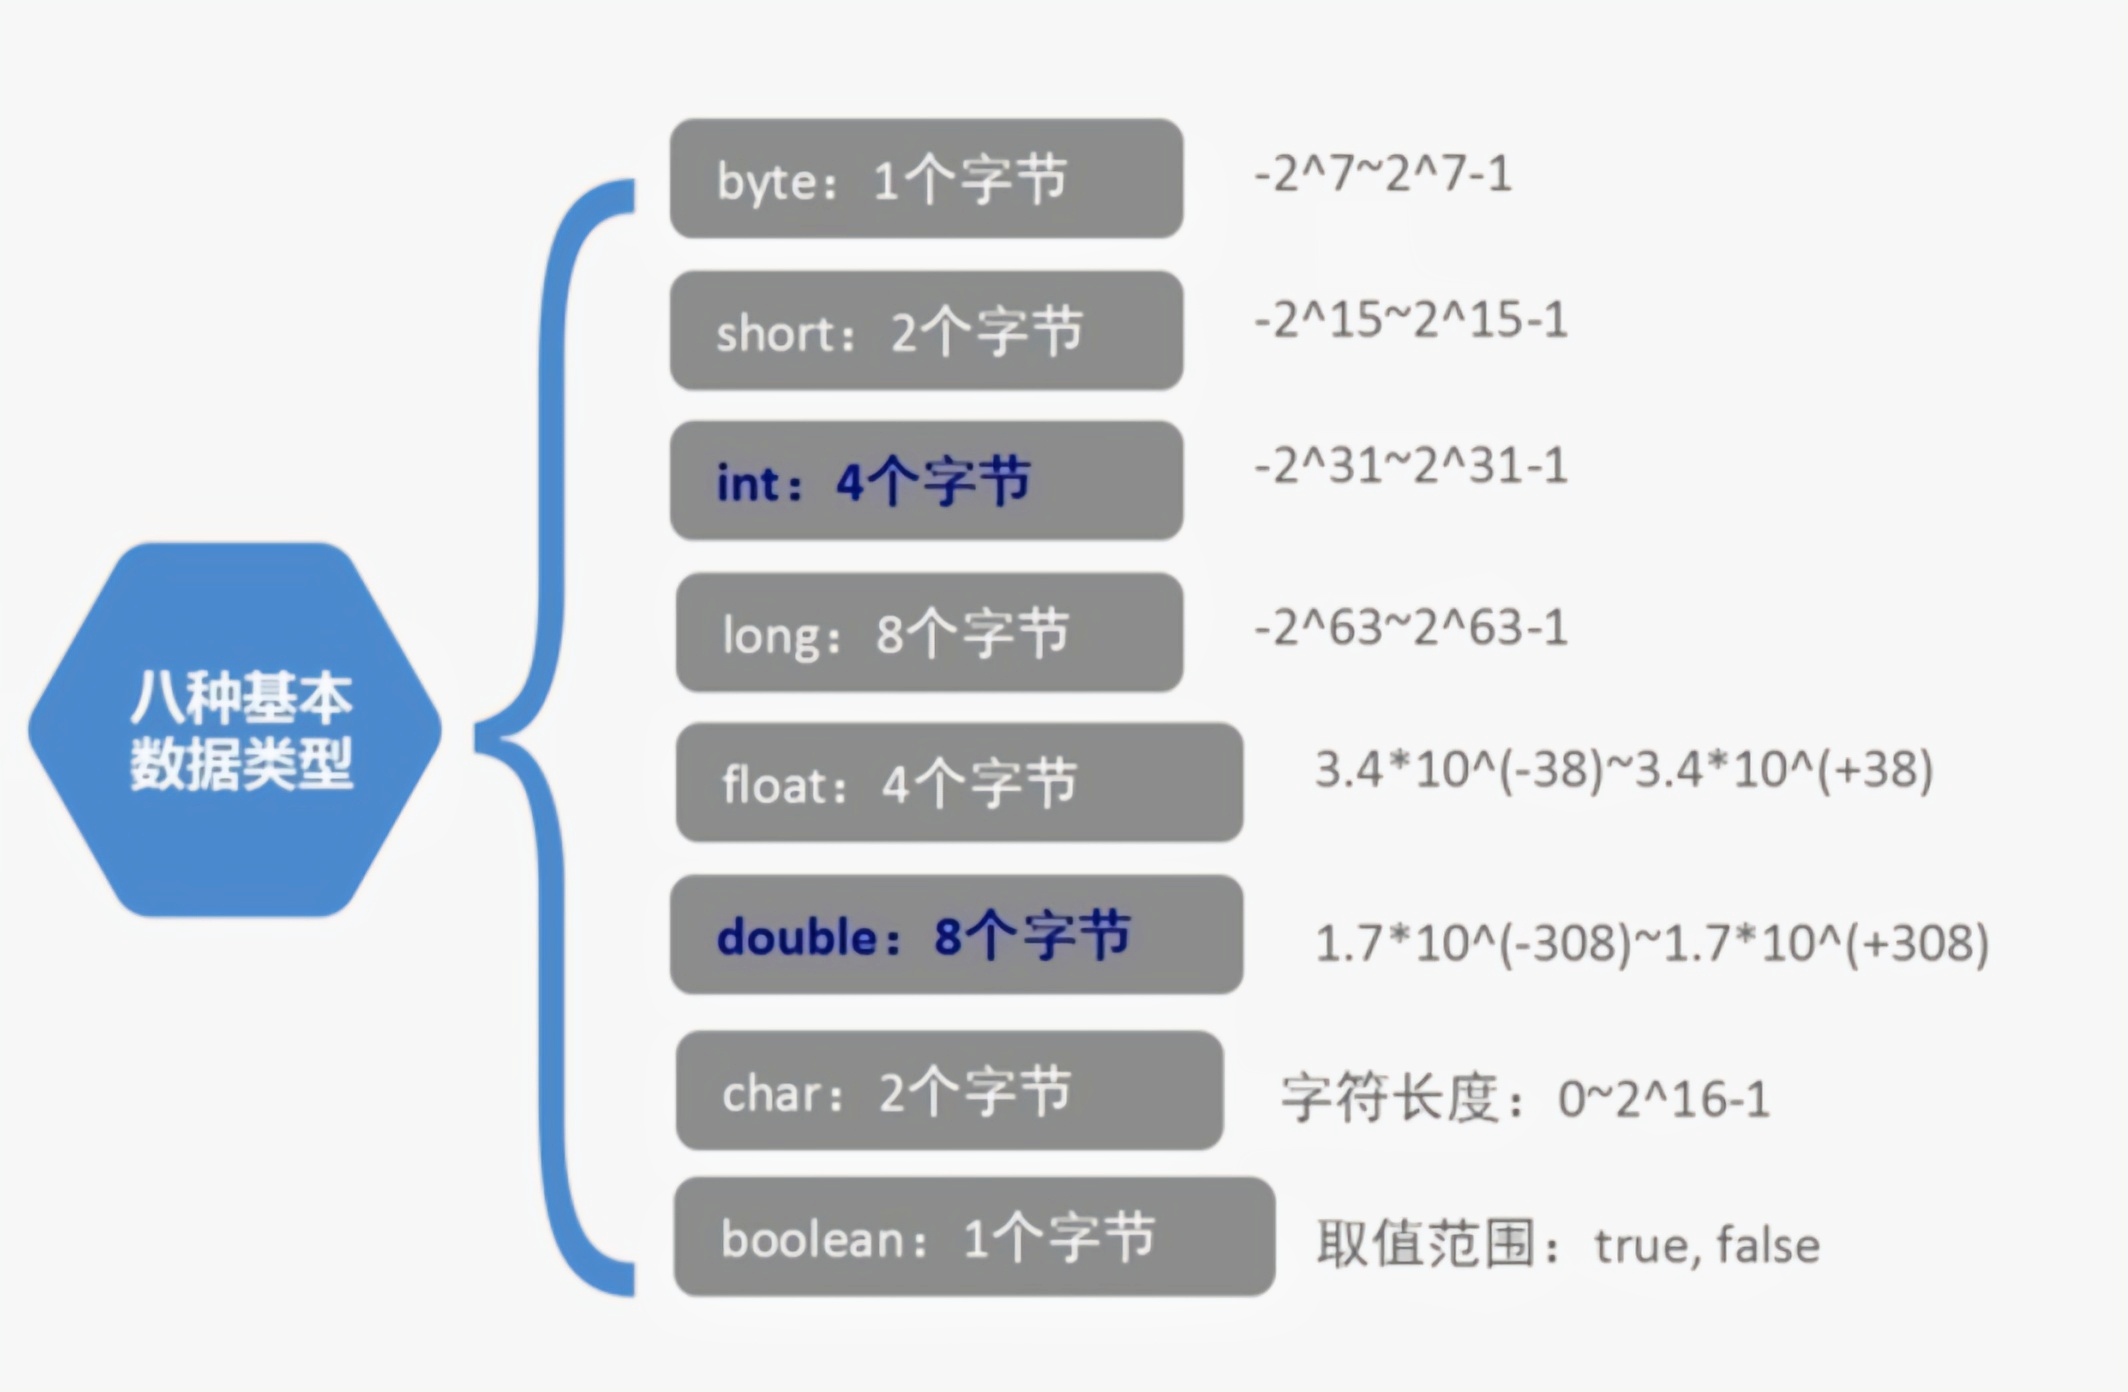 八种基本
数据类型
byte：1个字节
-2^7~2^7-1
short：2个字节
-2^15~2^15-1
int：4个字节
-2^31~2^31-1
long：8个字节
-2^63~2^63-1
float：4个字节
3.4*10^(-38)~3.4*10^(+38)
double：8个字节
1.7*10^(-308)~1.7*10^(+308)
char：2个字节
字符长度：0~2^16-1
boolean：1个字节
取值范围：true, false